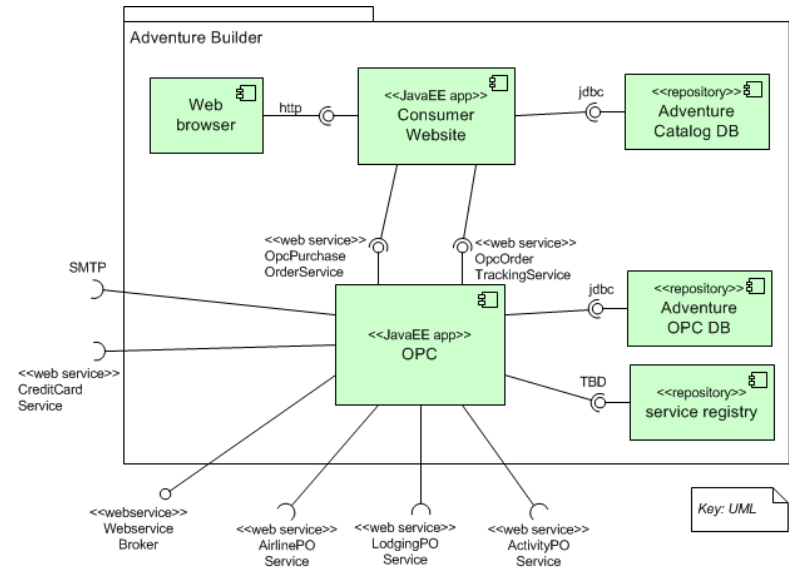 Adventure Builder
Web
browser
http
<<JavaEE app>>
Consumer
Website
jdbc
<<repository>>
Adventure
Catalog DB
<<web service>>
OpcPurchase
OrderService
<<web service>>
OpcOrder
TrackingService
SMTP
<<JavaEE app>>
OPC
jdbc
<<repository>>
Adventure
OPC DB
<<web service>>
CreditCard
Service
TBD
<<repository>>
service registry
<<webservice>>
Webservice
Broker
<<web service>>
AirlinePO
Service
<<web service>>
LodgingPO
Service
<<web service>>
ActivityPO
Service
Key: UML